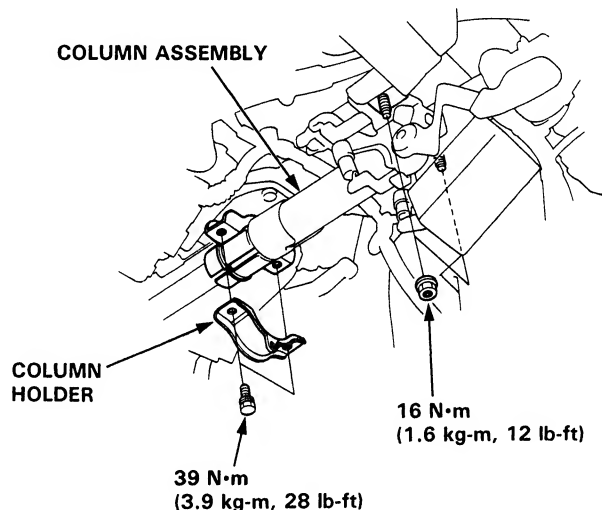 COLUMN ASSEMBLY
COLUMN
HOLDER
16 N•m
(1.6 kg-m, 12 lb-ft)
39 N•m
(3.9 kg-m, 28 lb-ft)